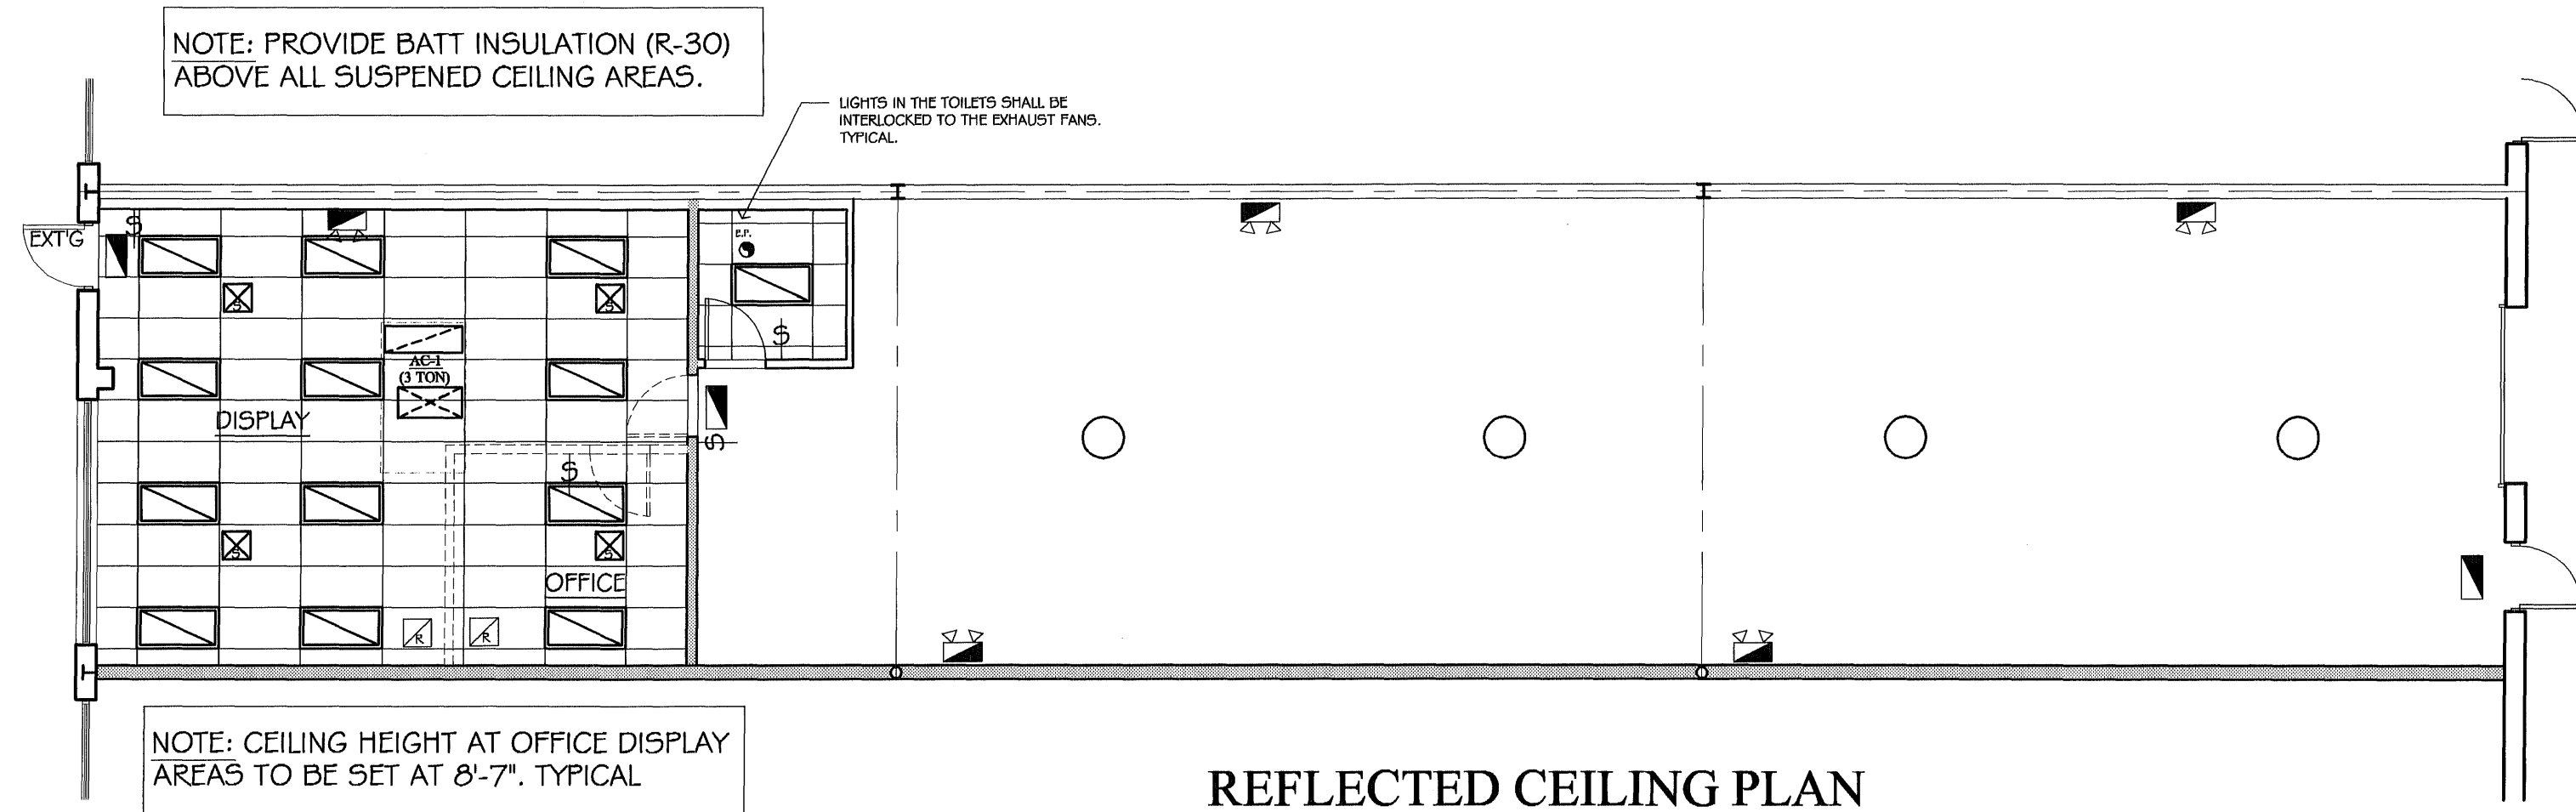 NOTE: PROVIDE BATT INSULATION (R-30)
ABOVE ALL SUSPENED CEILING AREAS.
LIGHTS IN THE TOILETS SHALL BE
INTERLOCKED TO THE EXHAUST FANS.
TYPICAL.
EXT'G
S
E.F.
S
S
S
AC-1
(3 TON)
S
DISPLAY
S
S
S
S
OFFICE
R
R
NOTE: CEILING HEIGHT AT OFFICE DISPLAY
AREAS TO BE SET AT 8'-7". TYPICAL
REFLECTED CEILING PLAN